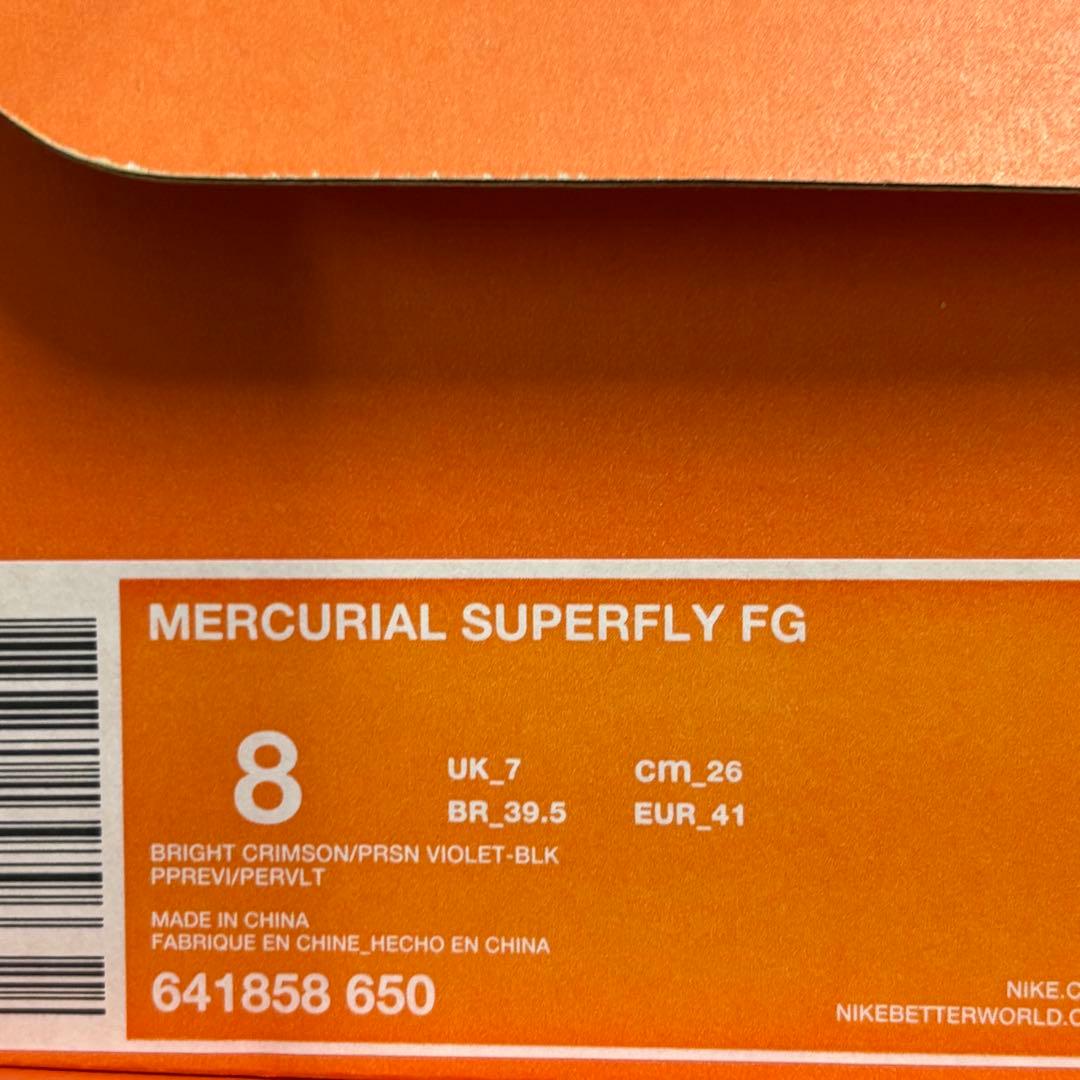 MERCURIAL SUPERFLY FG
8
UK_7 cm_26
BR_39.5 EUR_41
BRIGHT CRIMSON/PRSN VIOLET-BLK
PPREVI/PERVLT
MADE IN CHINA
FABRIQUE EN CHINE_HECHO EN CHINA
641858 650
NIKE.C
NIKEBETTERWORLD.C